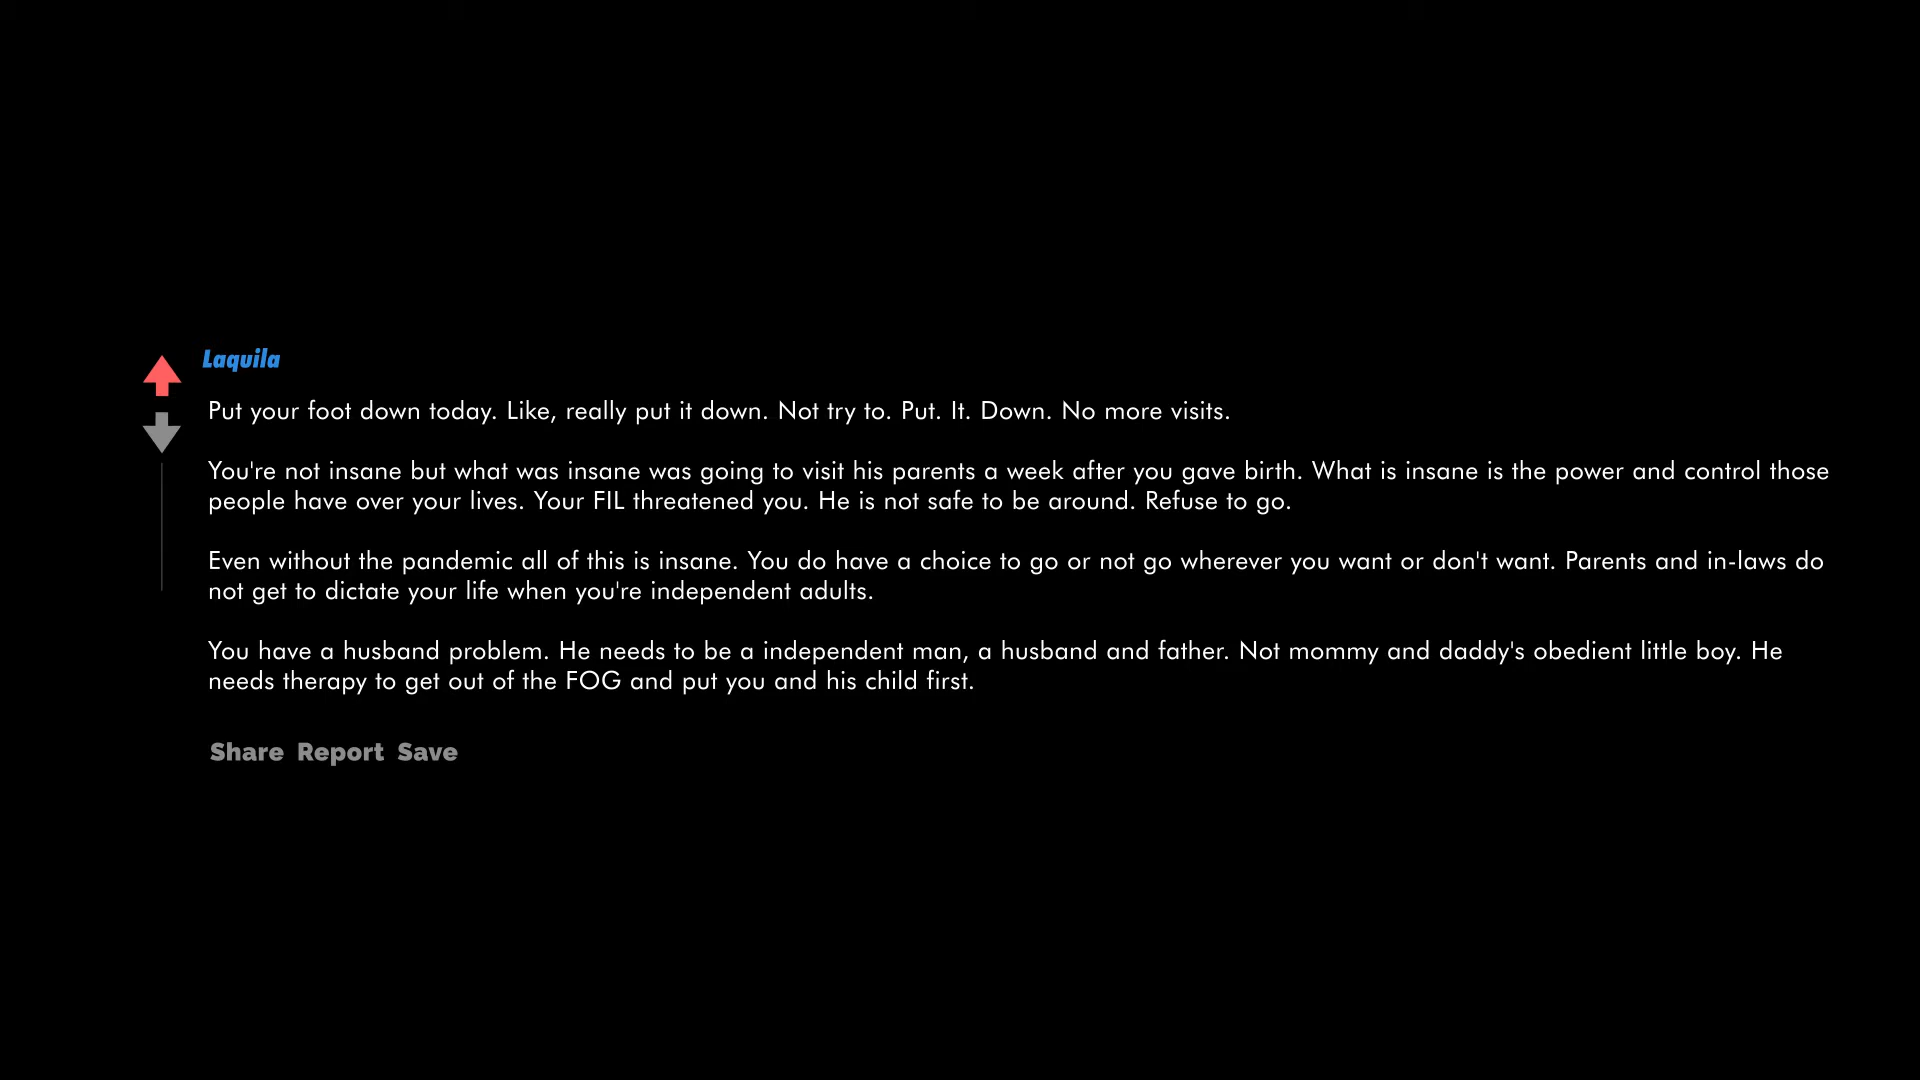 Laquila
Put your foot down today. Like, really put it down. Not try to. Put. It. Down. No more visits.
You're not insane but what was insane was going to visit his parents a week after you gave birth. What is insane is the power and control those
people have over your lives. Your FIL threatened you. He is not safe to be around. Refuse to go.
Even without the pandemic all of this is insane. You do have a choice to go or not go wherever you want or don't want. Parents and in-laws do
not get to dictate your life when you're independent adults.
You have a husband problem. He needs to be a independent man, a husband and father. Not mommy and daddy's obedient little boy. He
needs therapy to get out of the FOG and put you and his child first.
Share Report Save